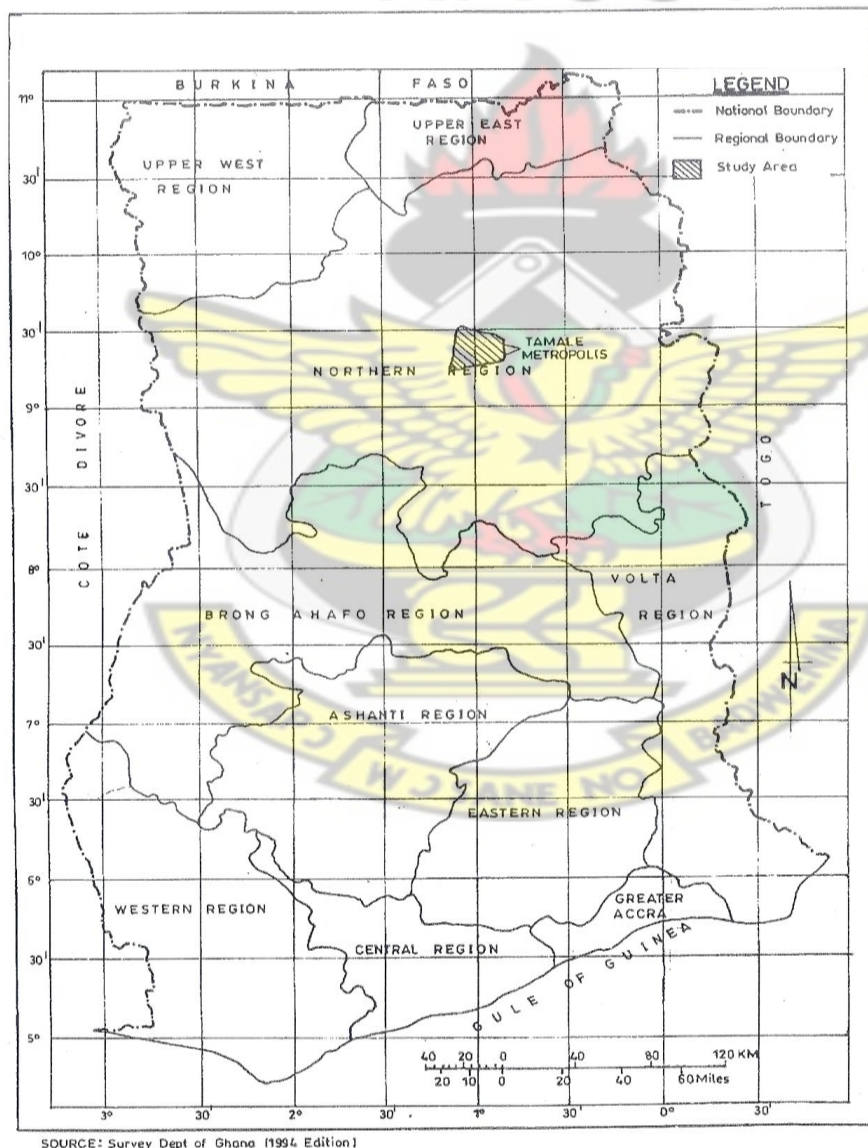 BURKINA FASO
LEGEND
National Boundary
Regional Boundary
Study Area
11°
UPPER EAST
REGION
UPPER WEST
REGION
30'
10°
30'
TAMALE
METROPOLIS
NORTHERN REGION
9°
COTE DIVORE
TOGO
30'
8°
VOLTA
REGION
BRONG AHAFO REGION
30'
N
ASHANTI REGION
7°
30'
EASTERN REGION
6°
WESTERN REGION
GREATER
ACCRA
CENTRAL REGION
30'
GULE OF GUINEA
5°
40 20 0 40 80 120 KM
20 10 0 20 40 60 Miles
3° 30' 2° 30' 1° 30' 0° 30'
SOURCE: Survey Dept of Ghana (1994 Edition)